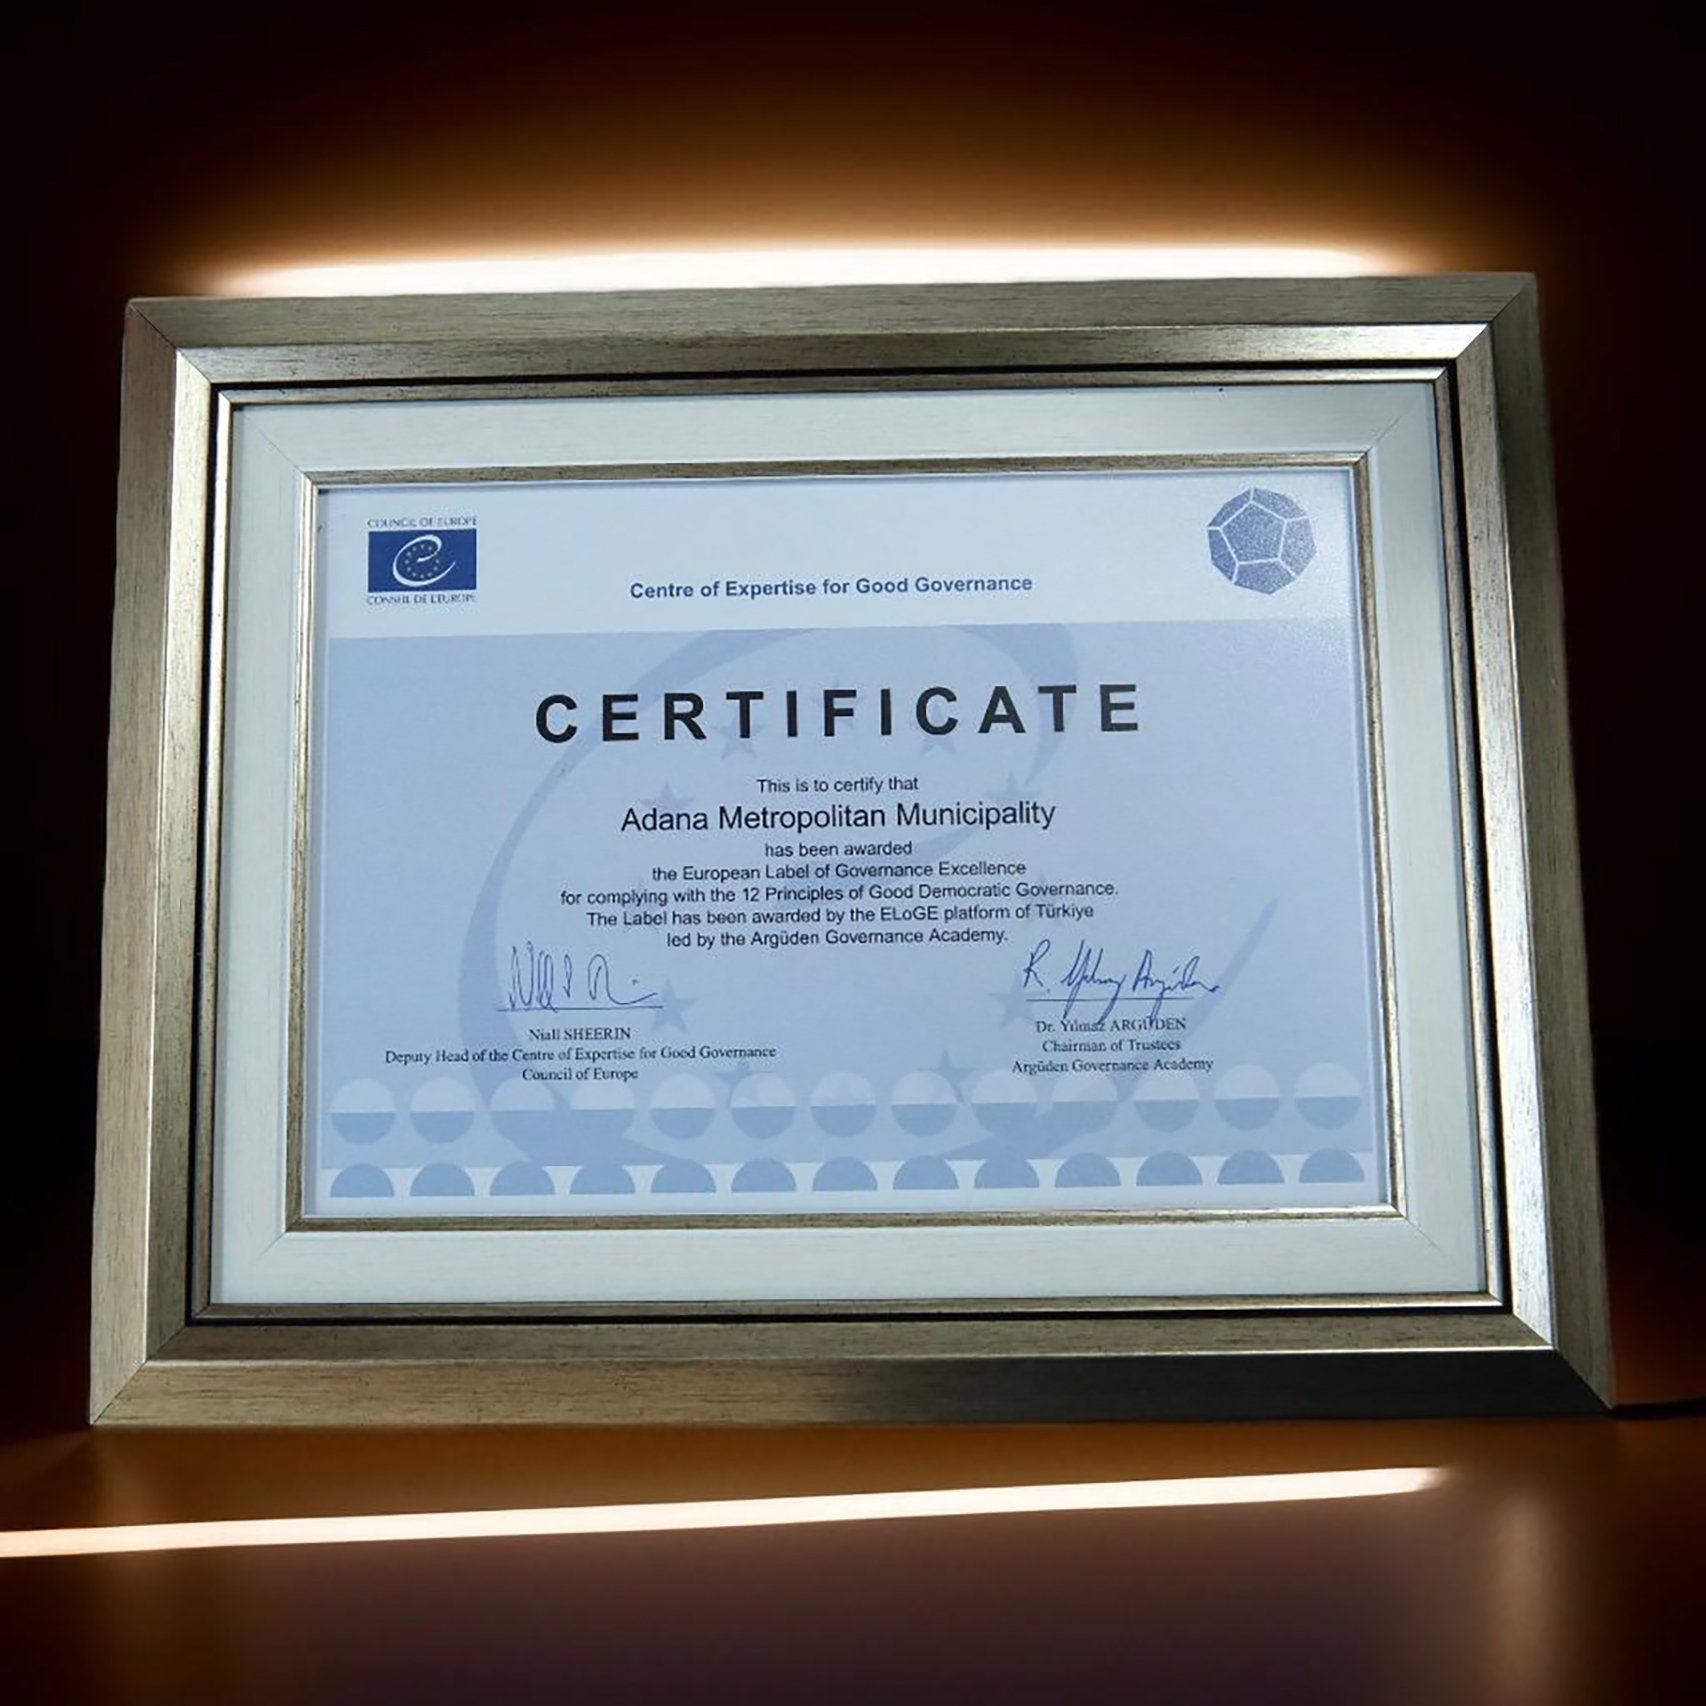 COUNCIL OF EUROPE
CONSEIL DE L'EUROPE
Centre of Expertise for Good Governance
CERTIFICATE
This is to certify that
Adana Metropolitan Municipality
has been awarded
the European Label of Governance Excellence
for complying with the 12 Principles of Good Democratic Governance.
The Label has been awarded by the ELoGE platform of Türkiye
led by the Argüden Governance Academy.
Niall SHEERIN
Deputy Head of the Centre of Expertise for Good Governance
Council of Europe
R. Yılmaz Argüden
Dr. Yılmaz ARGÜDEN
Chairman of Trustees
Argüden Governance Academy